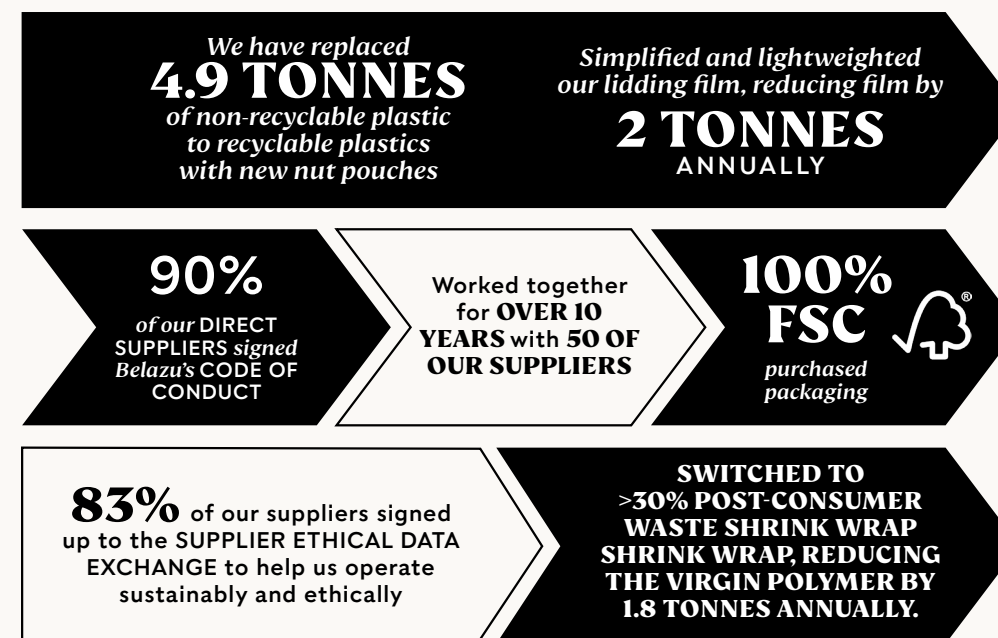 We have replaced
4.9 TONNES
of non-recyclable plastic
to recyclable plastics
with new nut pouches
Simplified and lightweighted
our lidding film, reducing film by
2 TONNES
ANNUALLY
90%
of our DIRECT
SUPPLIERS signed
Belazu's CODE OF
CONDUCT
Worked together
for OVER 10
YEARS with 50 OF
OUR SUPPLIERS
100%
FSC
®
purchased
packaging
83% of our suppliers signed
up to the SUPPLIER ETHICAL DATA
EXCHANGE to help us operate
sustainably and ethically
SWITCHED TO
>30% POST-CONSUMER
WASTE SHRINK WRAP
SHRINK WRAP, REDUCING
THE VIRGIN POLYMER BY
1.8 TONNES ANNUALLY.